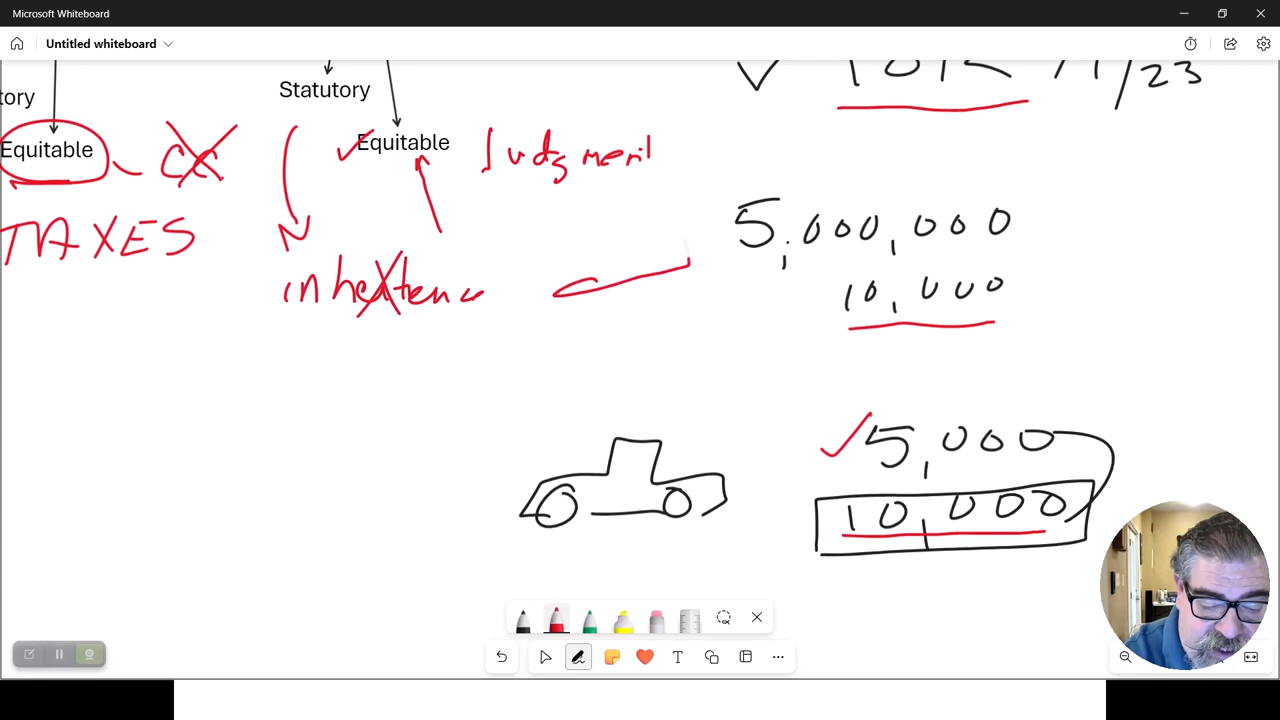 Microsoft Whiteboard
Untitled whiteboard
tory
Statutory
Equitable
CC
Equitable
Judgment
TAXES
N
5,000,000
10,000
5,000
10,000
T